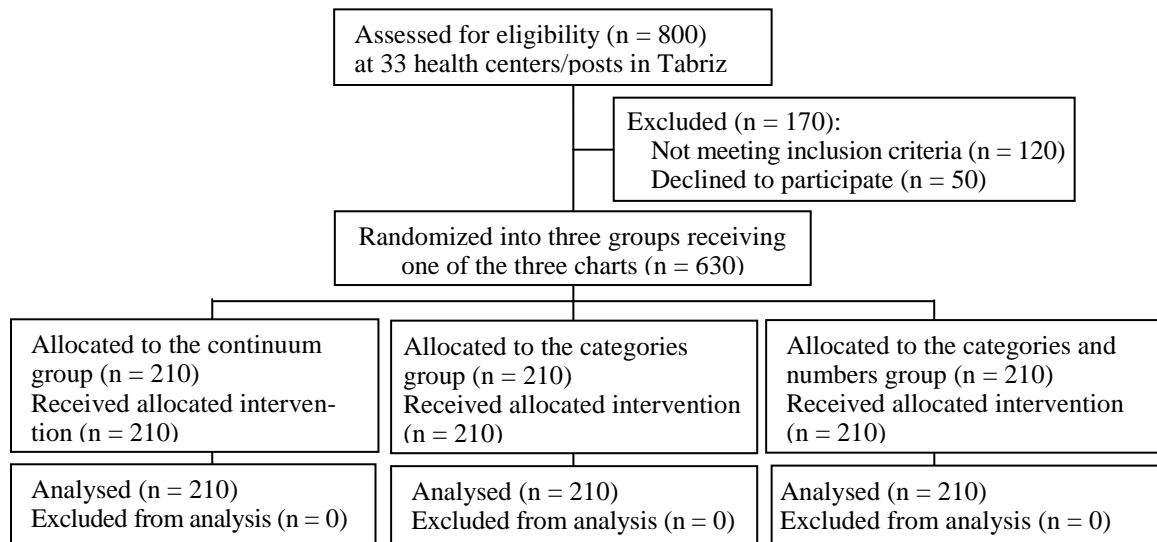 Assessed for eligibility (n = 800)
at 33 health centers/posts in Tabriz
Excluded (n = 170):
Not meeting inclusion criteria (n = 120)
Declined to participate (n = 50)
Randomized into three groups receiving
one of the three charts (n = 630)
Allocated to the continuum
group (n = 210)
Received allocated interven-
tion (n = 210)
Allocated to the categories
group (n = 210)
Received allocated intervention
(n = 210)
Allocated to the categories and
numbers group (n = 210)
Received allocated intervention
(n = 210)
Analysed (n = 210)
Excluded from analysis (n = 0)
Analysed (n = 210)
Excluded from analysis (n = 0)
Analysed (n = 210)
Excluded from analysis (n = 0)